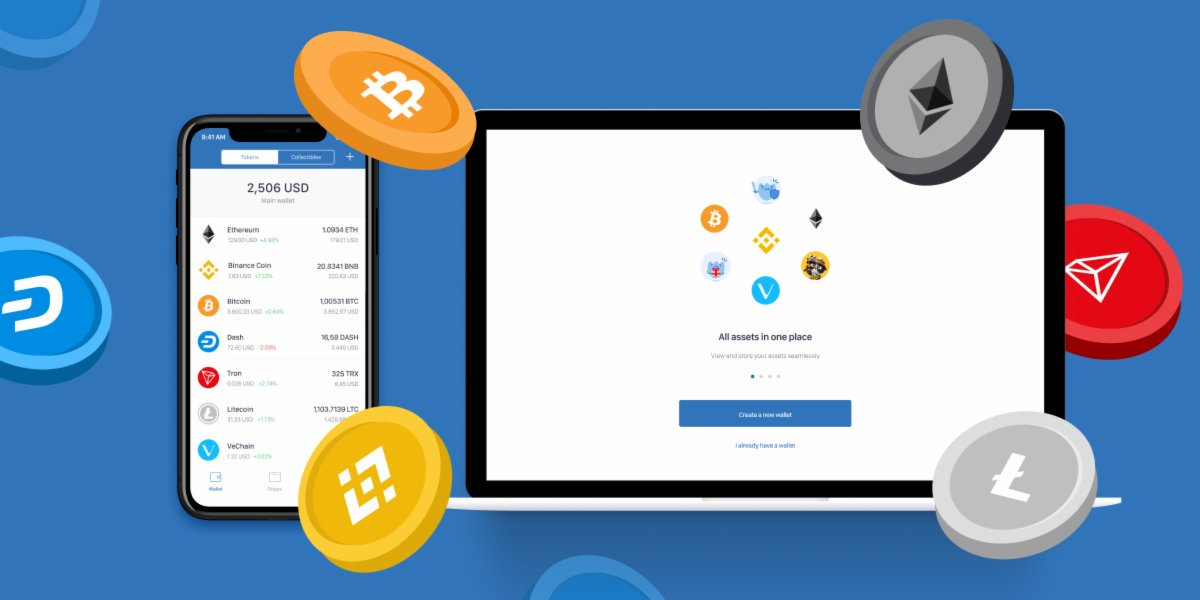 9:41 AM
Tokens Collectibles +
2,506 USD
Main wallet
Ethereum 1.0934 ETH
129,00 USD +4.93% 179,01 USD
Binance Coin 20.8341 BNB
7.83 USD +7.53% 220,83 USD
Bitcoin 1,00531 BTC
3.600,33 USD +0.64% 3.852,97 USD
Dash 16,58 DASH
72.60 USD -2.09% 3.445 USD
Tron 325 TRX
0.026 USD +2.74% 8,45 USD
Litecoin 1,103.7139 LTC
31.33 USD +1.73%
VeChain
1.32 USD +3.02%
Wallet DApps
All assets in one place
View and store your assets seamlessly
Create a new wallet
I already have a wallet